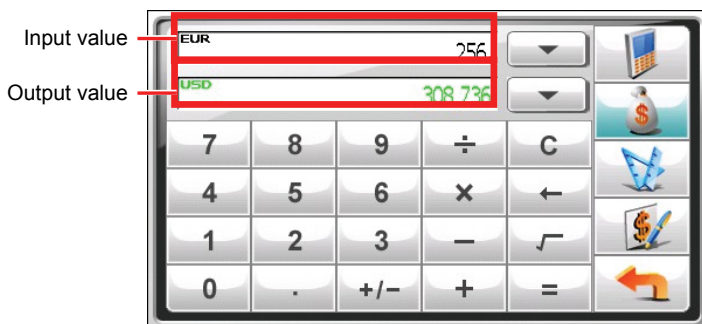 Input value
EUR
256
Output value
USD
308.736
7 8 9 ÷ C
4 5 6 × ←
1 2 3 − √
0 . +/− + =